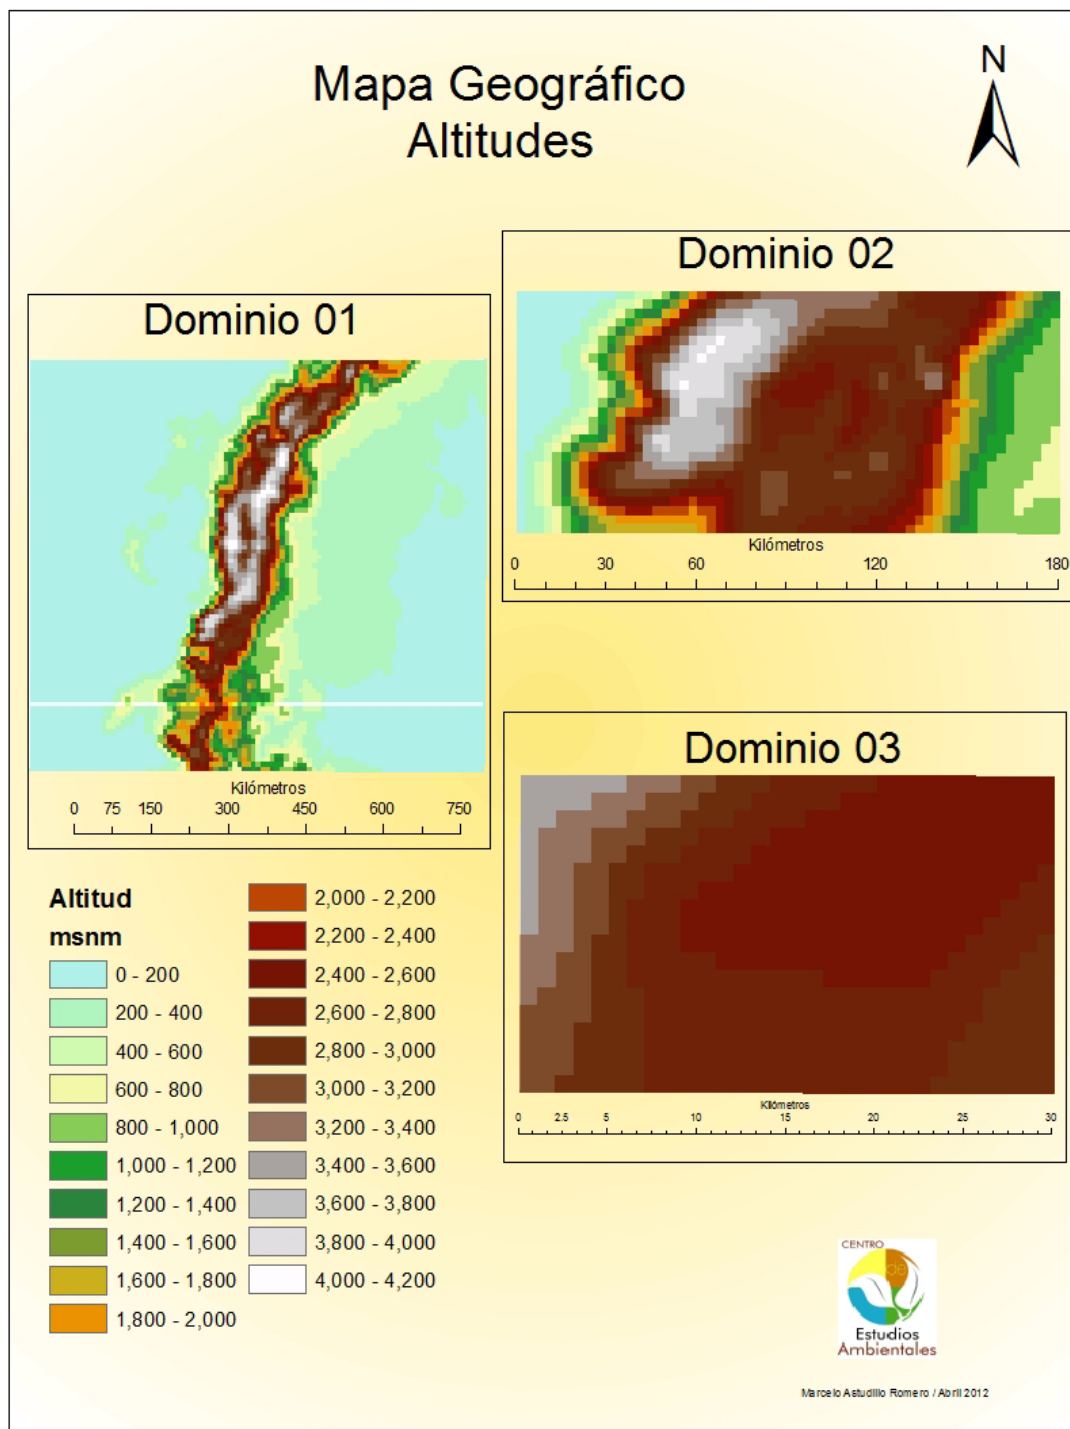 N
Mapa Geográfico
Altitudes
Dominio 02
Kilómetros
0 30 60 120 180
Dominio 01
Kilómetros
0 75 150 300 450 600 750
Dominio 03
Kilómetros
0 2.5 5 10 15 20 25 30
Altitud
msnm
0 - 200
200 - 400
400 - 600
600 - 800
800 - 1,000
1,000 - 1,200
1,200 - 1,400
1,400 - 1,600
1,600 - 1,800
1,800 - 2,000
2,000 - 2,200
2,200 - 2,400
2,400 - 2,600
2,600 - 2,800
2,800 - 3,000
3,000 - 3,200
3,200 - 3,400
3,400 - 3,600
3,600 - 3,800
3,800 - 4,000
4,000 - 4,200
CENTRO
de
Estudios
Ambientales
Marcelo Astudillo Romero / Abril 2012